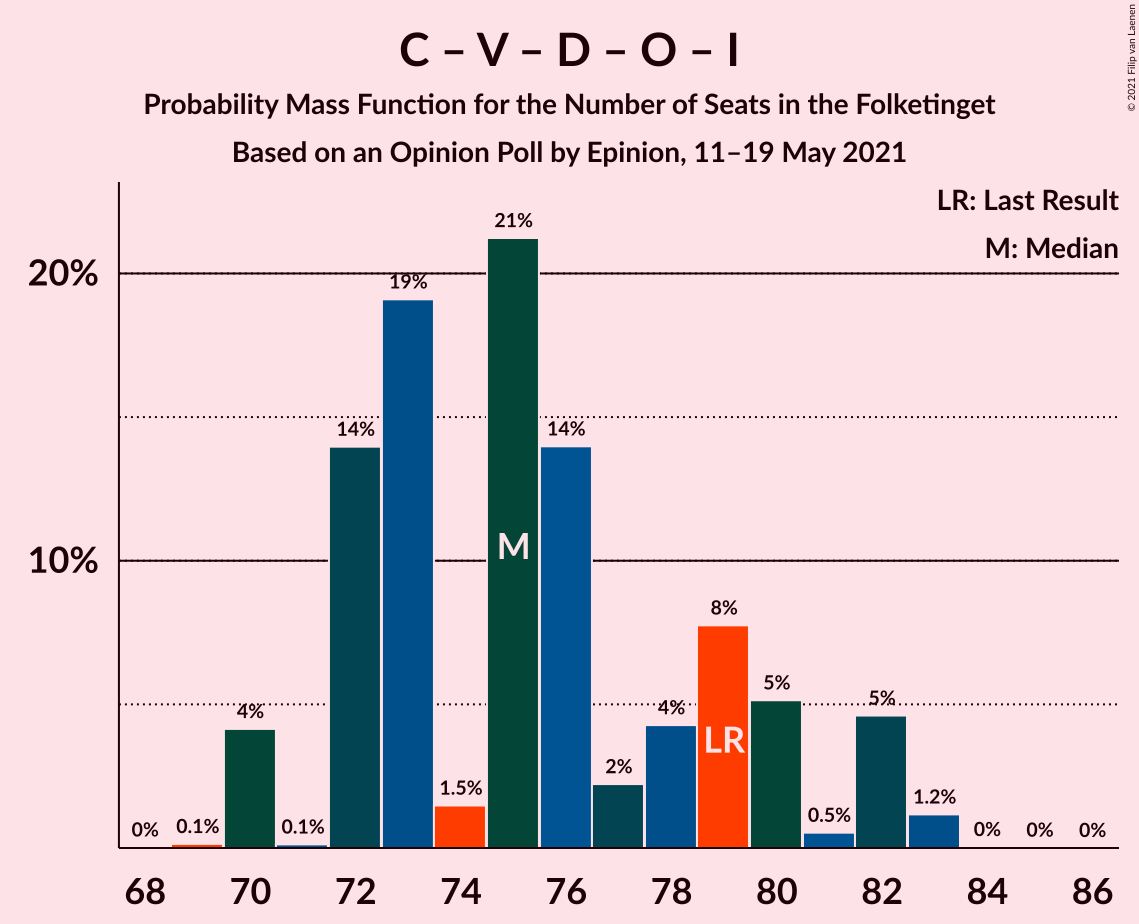 C – V – D – O – I
Probability Mass Function for the Number of Seats in the Folketinget
Based on an Opinion Poll by Epinion, 11–19 May 2021
© 2021 Filip van Laenen
LR: Last Result
M: Median
20%
10%
0%
0.1%
4%
0.1%
14%
19%
1.5%
21%
14%
2%
4%
8%
5%
0.5%
5%
1.2%
0%
0%
0%
M
LR
68 70 72 74 76 78 80 82 84 86